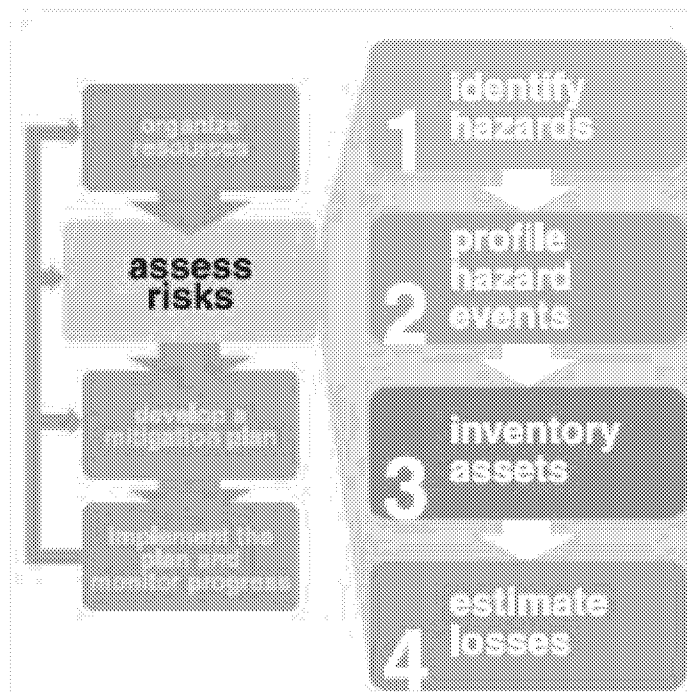 organize
resources
assess
risks
develop a
mitigation plan
implement the
plan and
monitor progress
1
identify
hazards
2
profile
hazard
events
3
inventory
assets
4
estimate
losses